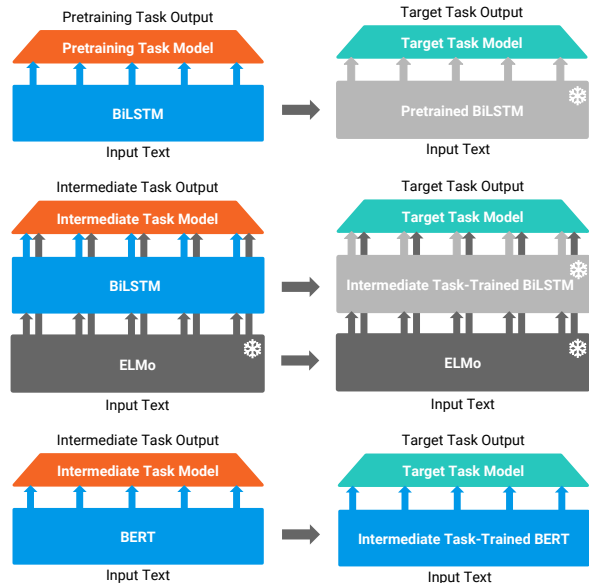 Pretraining Task Output
Pretraining Task Model
BiLSTM
Input Text
Target Task Output
Target Task Model
Pretrained BiLSTM
Input Text
Intermediate Task Output
Intermediate Task Model
BiLSTM
ELMo
Input Text
Target Task Output
Target Task Model
Intermediate Task-Trained BiLSTM
ELMo
Input Text
Intermediate Task Output
Intermediate Task Model
BERT
Input Text
Target Task Output
Target Task Model
Intermediate Task-Trained BERT
Input Text